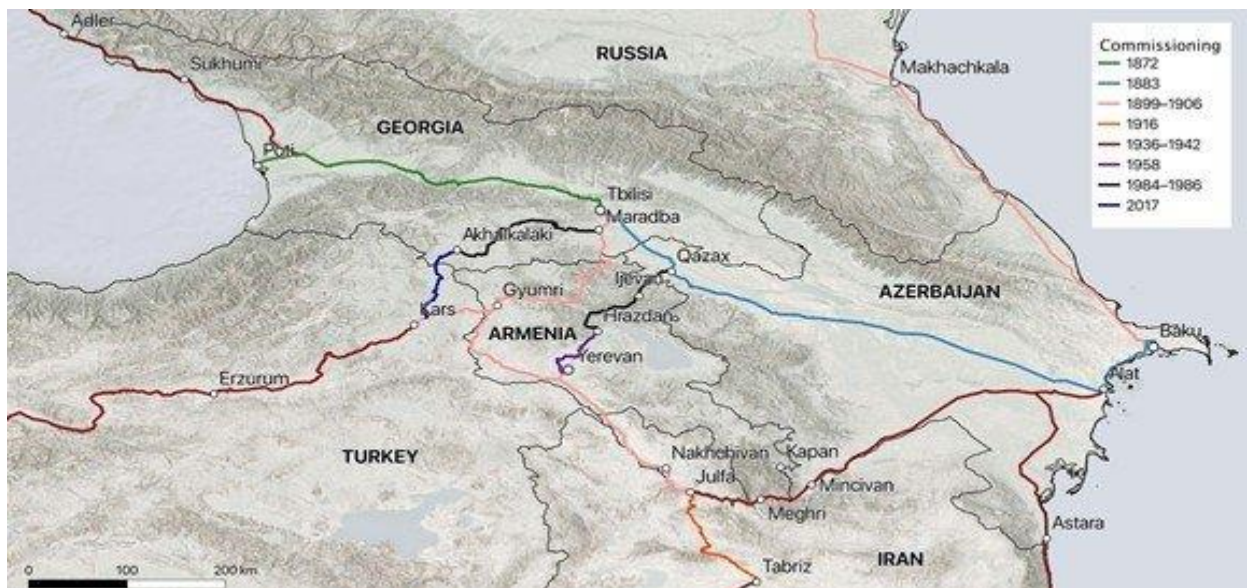 Adler
Sukhumi
RUSSIA
Makhachkala
Commissioning
1872
1883
1899–1906
1916
1936–1942
1958
1984–1986
2017
GEORGIA
Poti
Tbilisi
Maradba
Akhalkalaki
Qazax
Ijevan
Gyumri
AZERBAIJAN
Kars
Hrazdan
ARMENIA
Baku
Yerevan
Erzurum
Alat
TURKEY
Nakhchivan
Kapan
Julfa
Mincivan
Meghri
Astara
IRAN
Tabriz
0 100 200 km